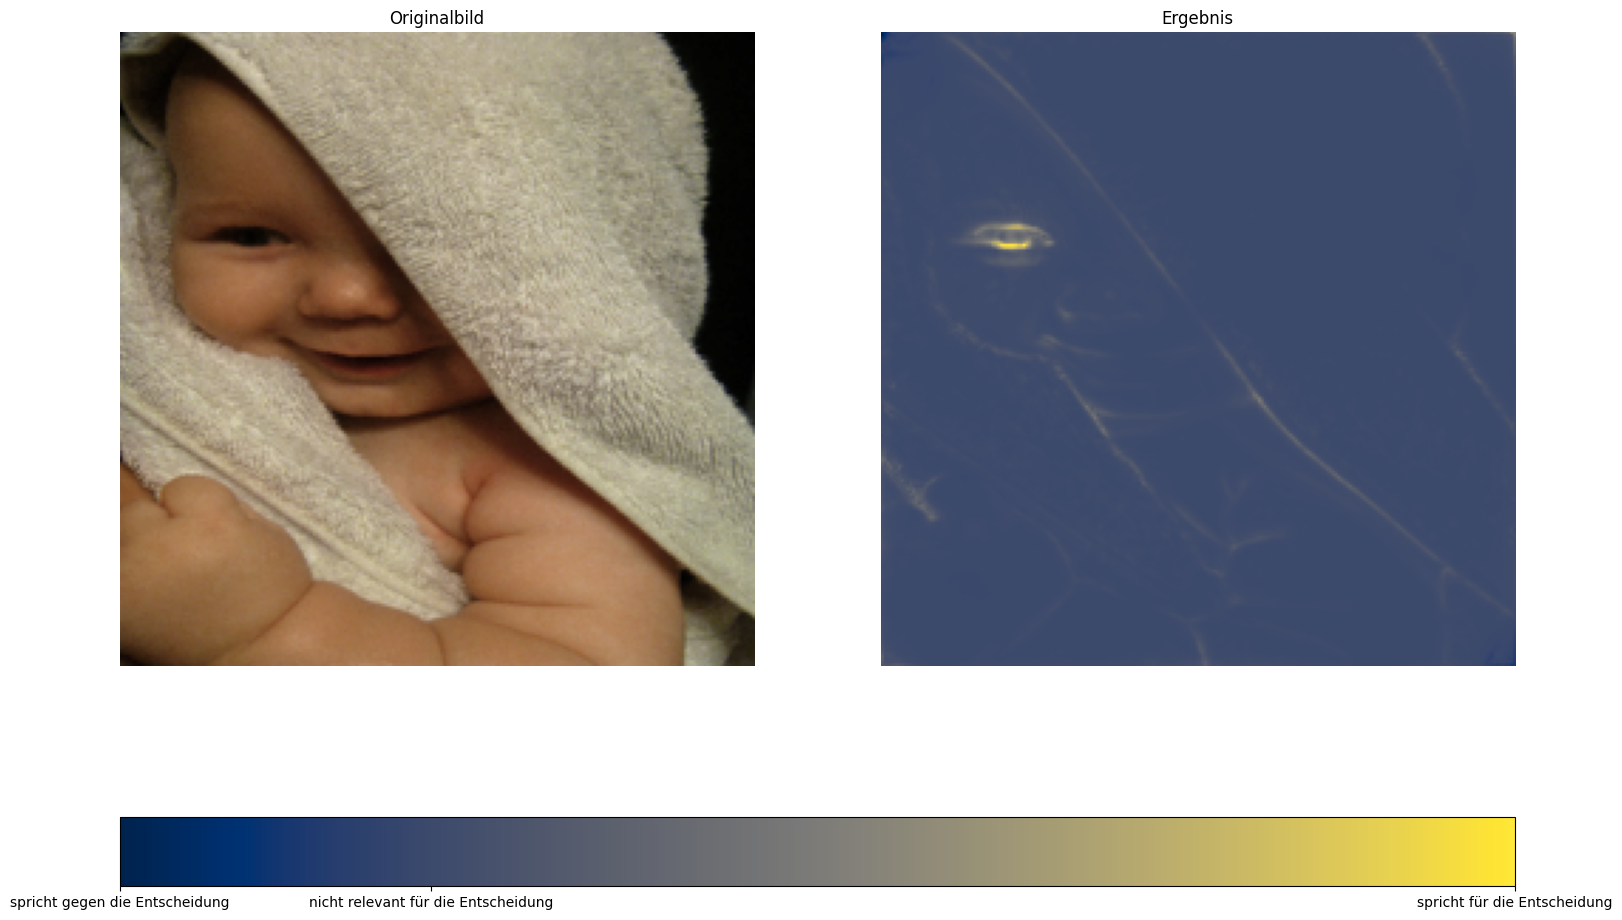 Originalbild
Ergebnis
spricht gegen die Entscheidung
nicht relevant für die Entscheidung
spricht für die Entscheidung